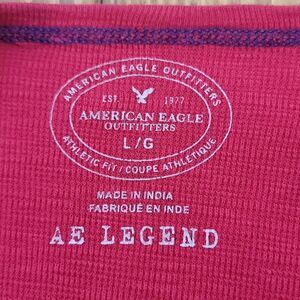 AMERICAN EAGLE OUTFITTERS
EST. 1977
AMERICAN EAGLE
OUTFITTERS
L/G
ATHLETIC FIT / COUPE ATHLÉTIQUE
MADE IN INDIA
FABRIQUÉ EN INDE
AE LEGEND